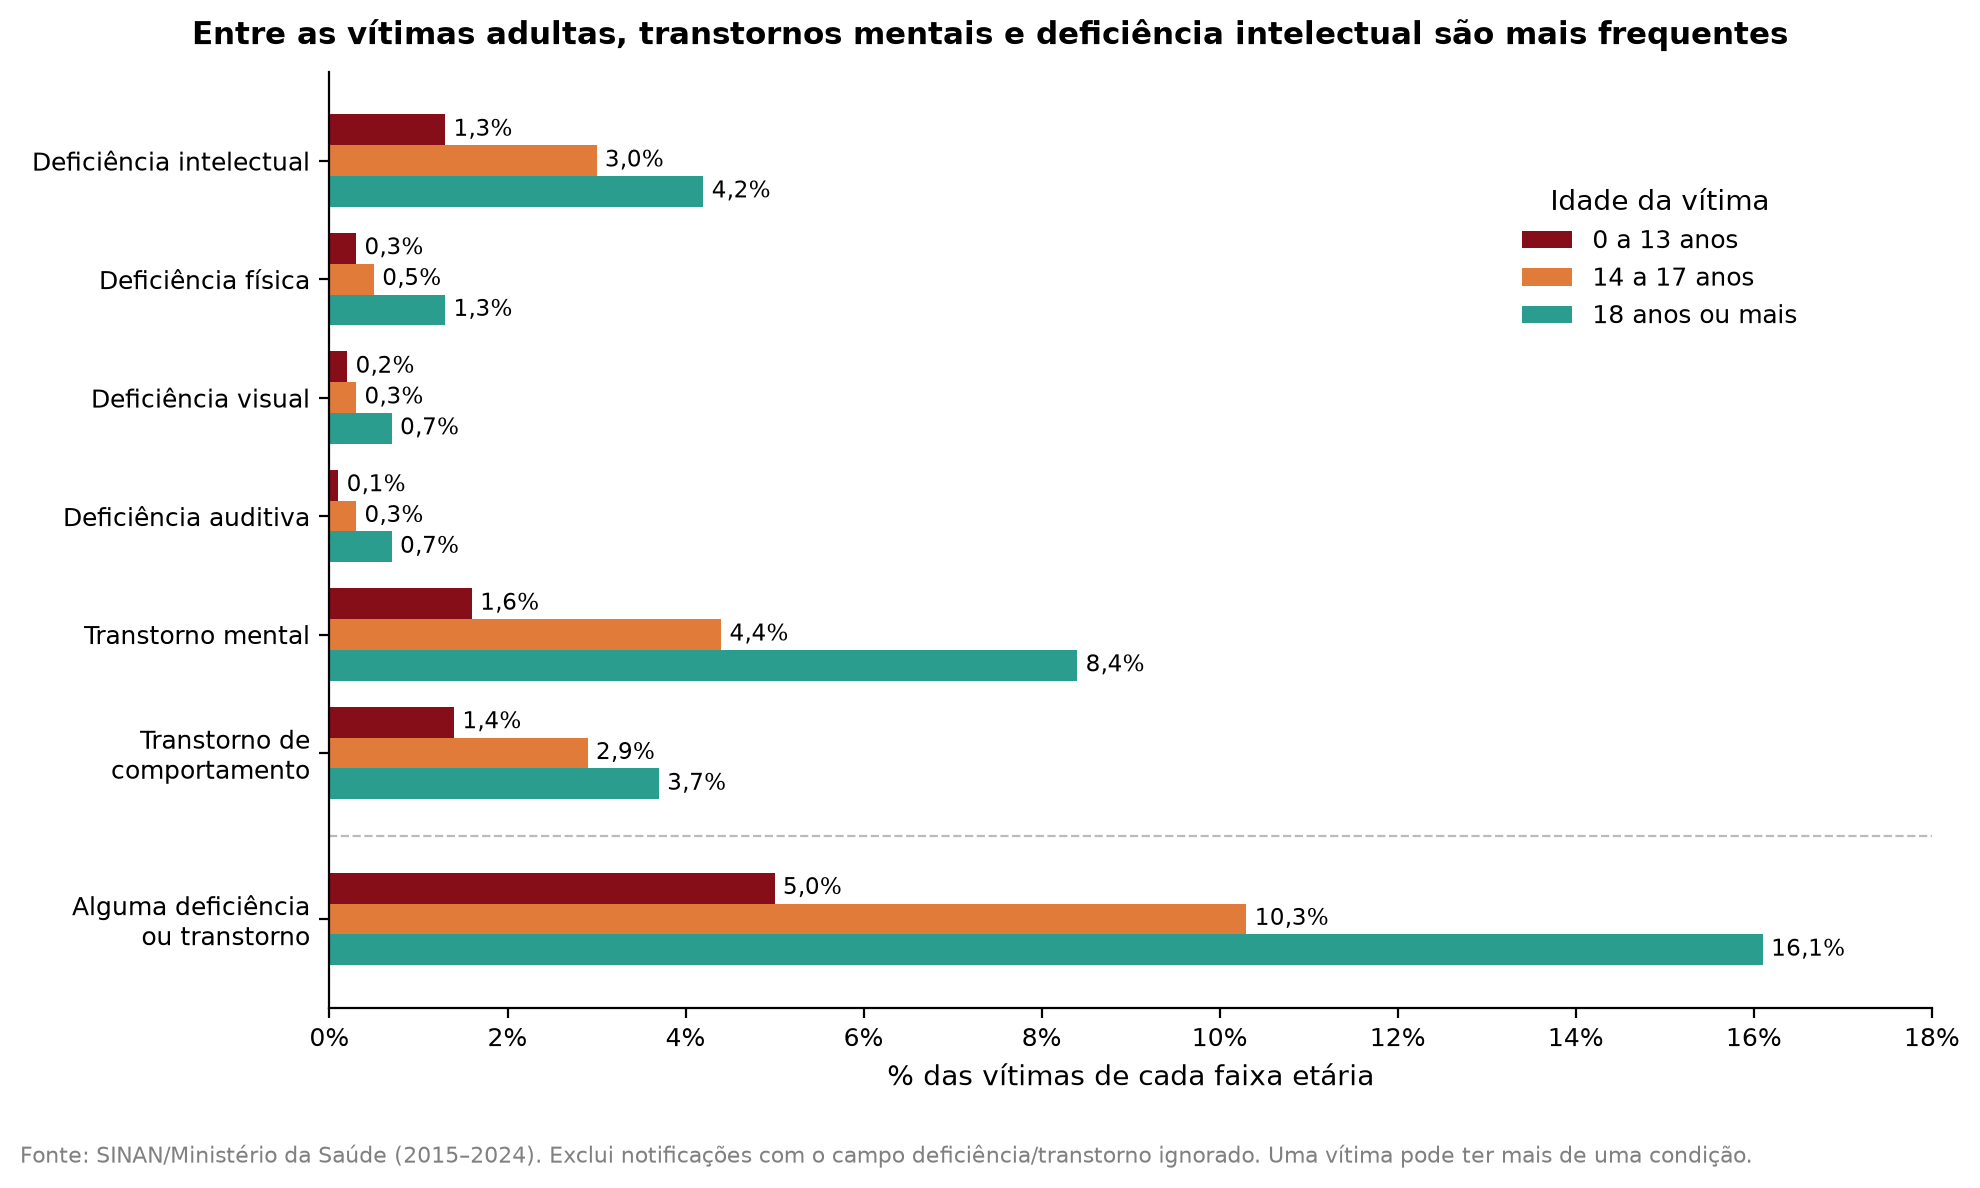 Entre as vítimas adultas, transtornos mentais e deficiência intelectual são mais frequentes
Deficiência intelectual
1,3%
3,0%
4,2%
Deficiência física
0,3%
0,5%
1,3%
Deficiência visual
0,2%
0,3%
0,7%
Deficiência auditiva
0,1%
0,3%
0,7%
Transtorno mental
1,6%
4,4%
8,4%
Transtorno de
comportamento
1,4%
2,9%
3,7%
Alguma deficiência
ou transtorno
5,0%
10,3%
16,1%
Idade da vítima
0 a 13 anos
14 a 17 anos
18 anos ou mais
0% 2% 4% 6% 8% 10% 12% 14% 16% 18%
% das vítimas de cada faixa etária
Fonte: SINAN/Ministério da Saúde (2015–2024). Exclui notificações com o campo deficiência/transtorno ignorado. Uma vítima pode ter mais de uma condição.